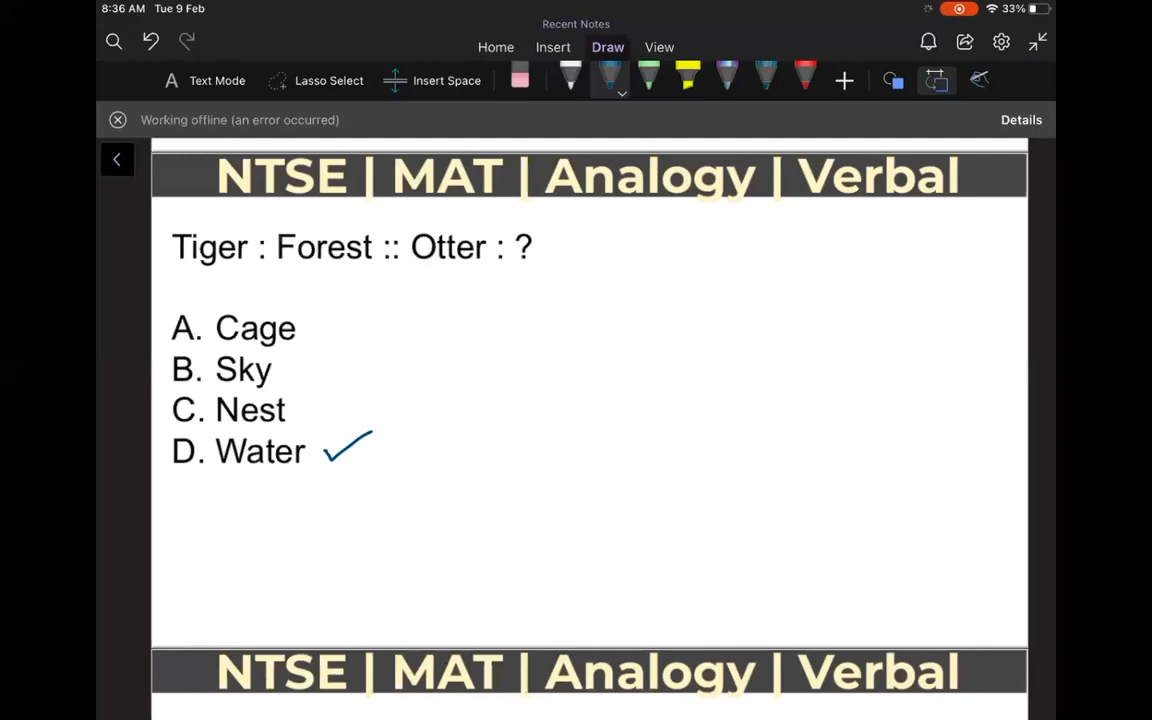 8:36 AM Tue 9 Feb
33%
Recent Notes
Home Insert Draw View
Text Mode Lasso Select Insert Space
Working offline (an error occurred)
Details
NTSE | MAT | Analogy | Verbal
Tiger : Forest :: Otter : ?
A. Cage
B. Sky
C. Nest
D. Water
NTSE | MAT | Analogy | Verbal